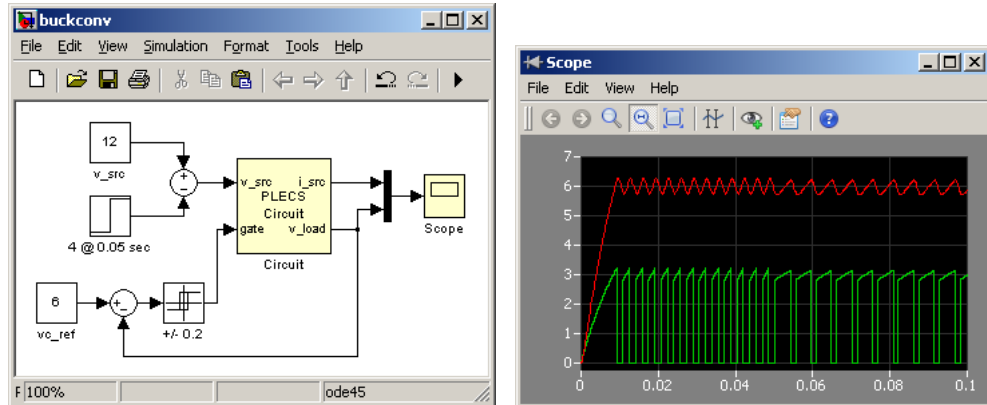 buckconv
File Edit View Simulation Format Tools Help
12
v_src
+
-
4 @ 0.05 sec
v_src i_src
PLECS
Circuit
gate v_load
Circuit
Scope
6
vc_ref
+
-
+/- 0.2
F 100% ode45
Scope
File Edit View Help
7
6
5
4
3
2
1
0
0 0.02 0.04 0.06 0.08 0.1